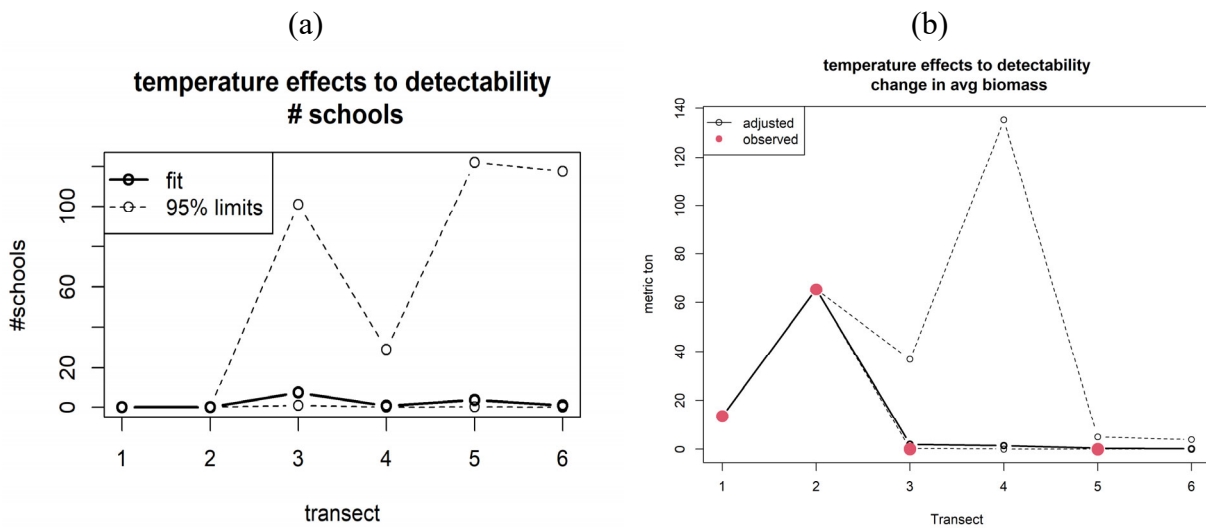 (a)
temperature effects to detectability
# schools
fit
95% limits
#schools
0 20 60 100
1 2 3 4 5 6
transect
(b)
temperature effects to detectability
change in avg biomass
adjusted
observed
metric ton
140
120
100
80
60
40
20
0
1 2 3 4 5 6
Transect